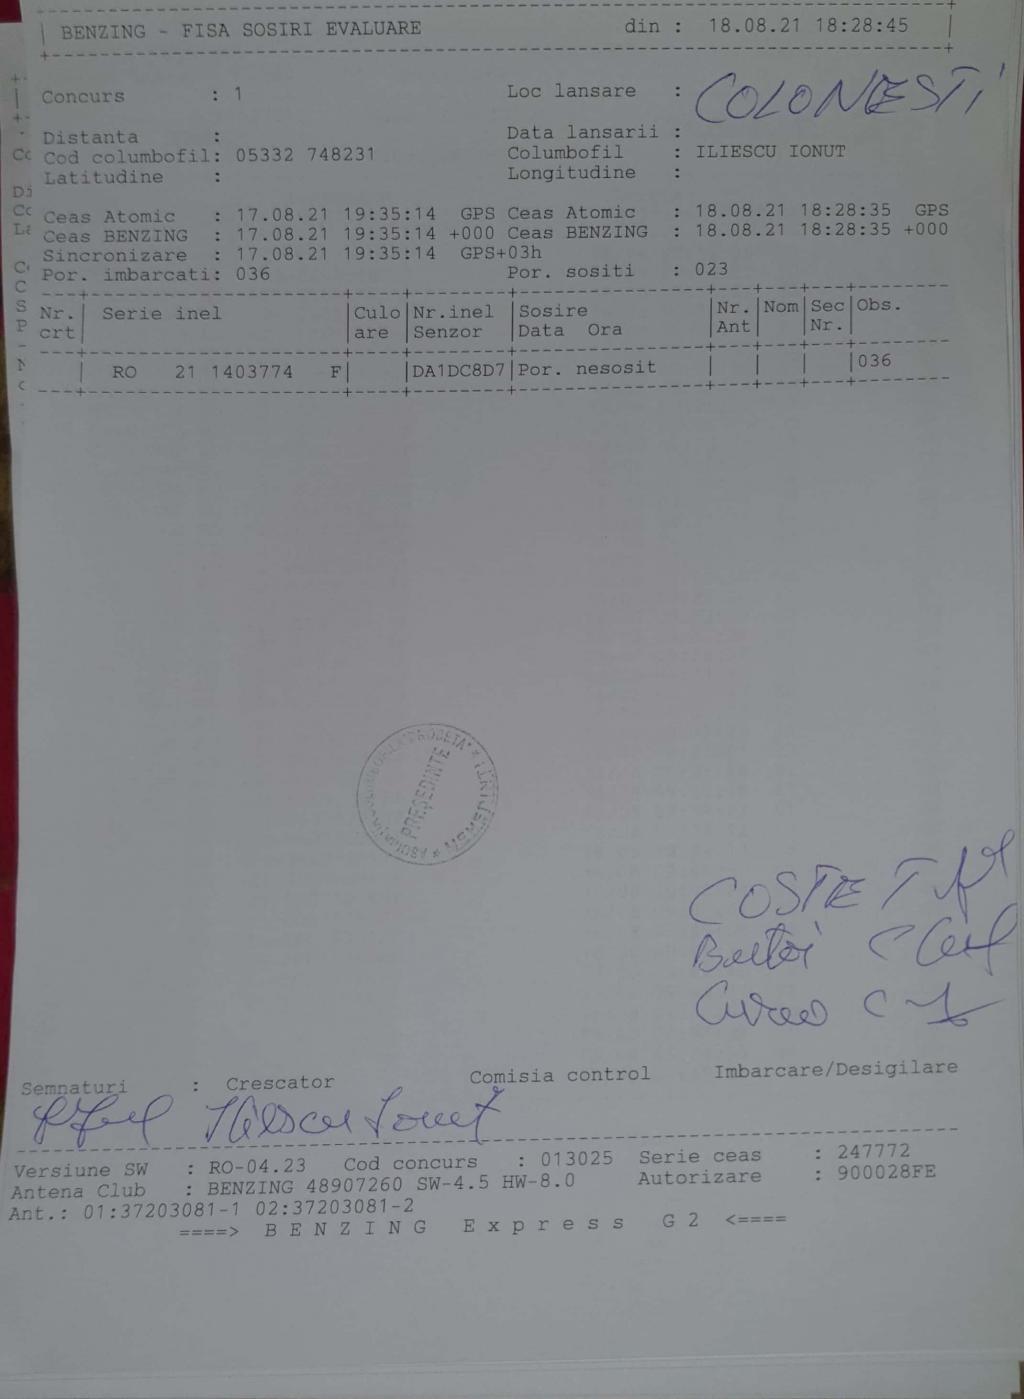 BENZING - FISA SOSIRI EVALUARE din : 18.08.21 18:28:45
Concurs : 1 Loc lansare : COLONESTI
Distanta : Data lansarii :
Cod columbofil: 05332 748231 Columbofil : ILIESCU IONUT
Latitudine : Longitudine :
Ceas Atomic : 17.08.21 19:35:14 GPS Ceas Atomic : 18.08.21 18:28:35 GPS
Ceas BENZING : 17.08.21 19:35:14 +000 Ceas BENZING : 18.08.21 18:28:35 +000
Sincronizare : 17.08.21 19:35:14 GPS+03h
Por. imbarcati: 036 Por. sositi : 023
Nr. Serie inel Culo Nr.inel Sosire Nr. Nom Sec Obs.
crt are Senzor Data Ora Ant Nr.
RO 21 1403774 F DA1DC8D7 Por. nesosit 036
PREŞEDINTE
COSTE T
Semnaturi : Crescator Comisia control Imbarcare/Desigilare
Iliescu Ionut
Versiune SW : RO-04.23 Cod concurs : 013025 Serie ceas : 247772
Antena Club : BENZING 48907260 SW-4.5 HW-8.0 Autorizare : 900028FE
Ant.: 01:37203081-1 02:37203081-2
====> B E N Z I N G E x p r e s s G 2 <====